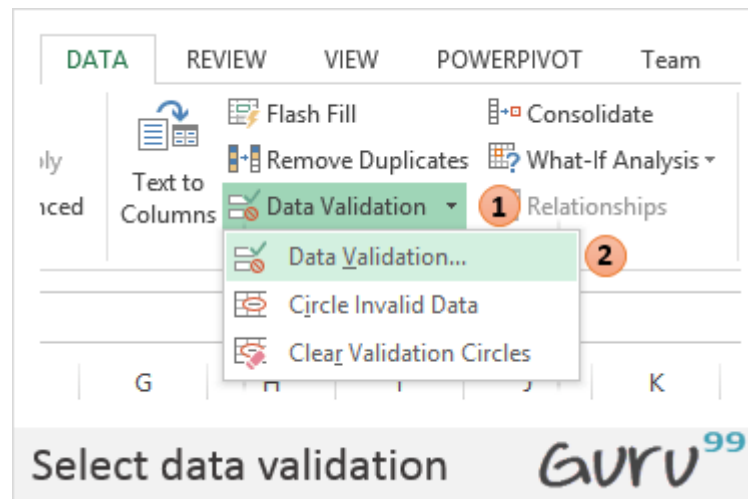 DATA REVIEW VIEW POWERPIVOT Team
Flash Fill Consolidate
Remove Duplicates What-If Analysis
Text to
Columns
Data Validation 1 Relationships
Data Validation... 2
Circle Invalid Data
Clear Validation Circles
G H I J K
Select data validation Guru99